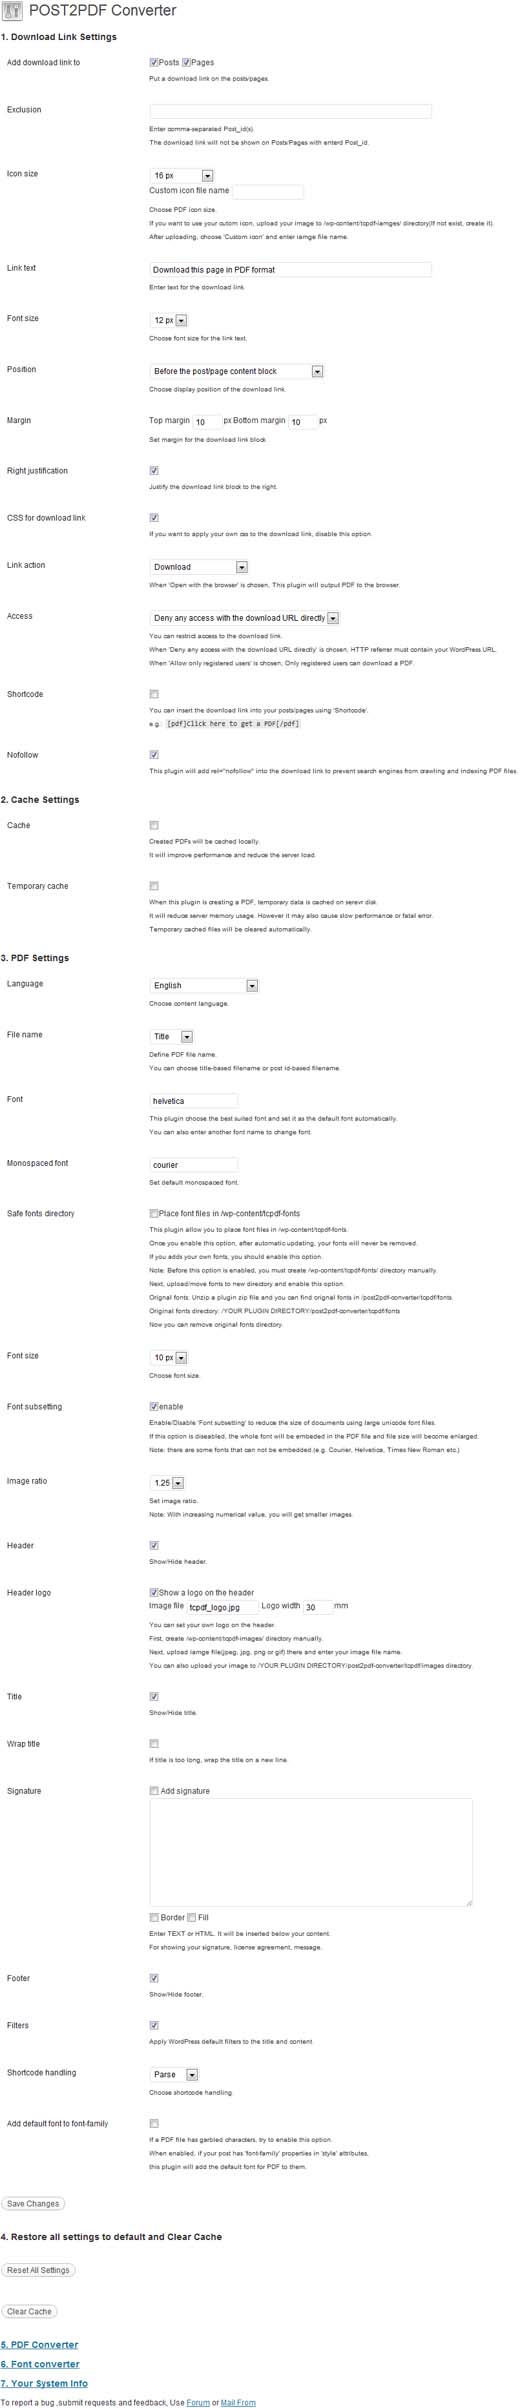 POST2PDF Converter
1. Download Link Settings
Add download link to
Posts Pages
Put a download link on the posts/pages.
Exclusion
Enter comma-separated Post_id(s).
The download link will not be shown on Posts/Pages with enterd Post_id.
Icon size
16 px
Custom icon file name
Choose PDF icon size.
If you want to use your cutom icon, upload your image to /wp-content/tcpdf-iamges/ directory(If not exist, create it).
After uploading, choose 'Custom icon' and enter iamge file name.
Link text
Download this page in PDF format
Enter text for the download link.
Font size
12 px
Choose font size for the link text.
Position
Before the post/page content block
Choose display position of the download link.
Margin
Top margin 10 px Bottom margin 10 px
Set margin for the download link block.
Right justification
Justify the download link block to the right.
CSS for download link
If you want to apply your own css to the download link, disable this option.
Link action
Download
When 'Open with the browser' is chosen, This plugin will output PDF to the browser.
Access
Deny any access with the download URL directly
You can restrict access to the download link.
When 'Deny any access with the download URL directly' is chosen, HTTP referrer must contain your WordPress URL.
When 'Allow only registered users' is chosen, Only registered users can download a PDF.
Shortcode
You can insert the download link into your posts/pages using 'Shortcode'.
e.g.: [pdf]Click here to get a PDF[/pdf]
Nofollow
This plugin will add rel="nofollow" into the download link to prevent search engines from crawling and indexing PDF files.
2. Cache Settings
Cache
Created PDFs will be cached locally.
It will improve performance and reduce the server load.
Temporary cache
When this plugin is creating a PDF, temporary data is cached on serevr disk.
It will reduce server memory usage. However it may also cause slow performance or fatal error.
Temporary cached files will be cleared automatically.
3. PDF Settings
Language
English
Choose content language.
File name
Title
Define PDF file name.
You can choose title-based filename or post id-based filename.
Font
helvetica
This plugin choose the best suited font and set it as the default font automatically.
You can also enter another font name to change font.
Monospaced font
courier
Set default monospaced font.
Safe fonts directory
Place font files in /wp-content/tcpdf-fonts
This plugin allow you to place font files in /wp-content/tcpdf-fonts.
Once you enable this option, after automatic updating, your fonts will never be removed.
If you adds your own fonts, you should enable this option.
Note: Before this option is enabled, you must create /wp-content/tcpdf-fonts/ directory manually.
Next, upload/move fonts to new directory and enable this option.
Orignal fonts: Unzip a plugin zip file and you can find orignal fonts in /post2pdf-converter/tcpdf/fonts.
Original fonts directory: /YOUR PLUGIN DIRECTORY/post2pdf-converter/tcpdf/fonts
Now you can remove original fonts directory.
Font size
10 px
Choose font size.
Font subsetting
enable
Enable/Disable 'Font subsetting' to reduce the size of documents using large unicode font files.
If this option is diseabled, the whole font will be embeded in the PDF file and file size will become enlarged.
Note: there are some fonts that can not be embedded (e.g. Courier, Helvetica, Times New Roman etc.)
Image ratio
1.25
Set image ratio.
Note: With increasing numerical value, you will get smaller images.
Header
Show/Hide header.
Header logo
Show a logo on the header
Image file tcpdf_logo.jpg Logo width 30 mm
You can set your own logo on the header.
First, create /wp-content/tcpdf-images/ directory manually.
Next, upload iamge file(jpeg, jpg, png or gif) there and enter your image file name.
You can also upload your image to /YOUR PLUGIN DIRECTORY/post2pdf-converter/tcpdf/images directory.
Title
Show/Hide title.
Wrap title
If title is too long, wrap the title on a new line.
Signature
Add signature
Border Fill
Enter TEXT or HTML. It will be inserted below your content.
For showing your signature, license agreement, message.
Footer
Show/Hide footer.
Filters
Apply WordPress default filters to the title and content.
Shortcode handling
Parse
Choose shortcode handling.
Add default font to font-family
If a PDF file has garbled characters, try to enable this option.
When enabled, if your post has 'font-family' properties in 'style' attributes,
this plugin will add the default font for PDF to them.
Save Changes
4. Restore all settings to default and Clear Cache
Reset All Settings
Clear Cache
5. PDF Converter
6. Font converter
7. Your System Info
To report a bug ,submit requests and feedback, Use Forum or Mail From